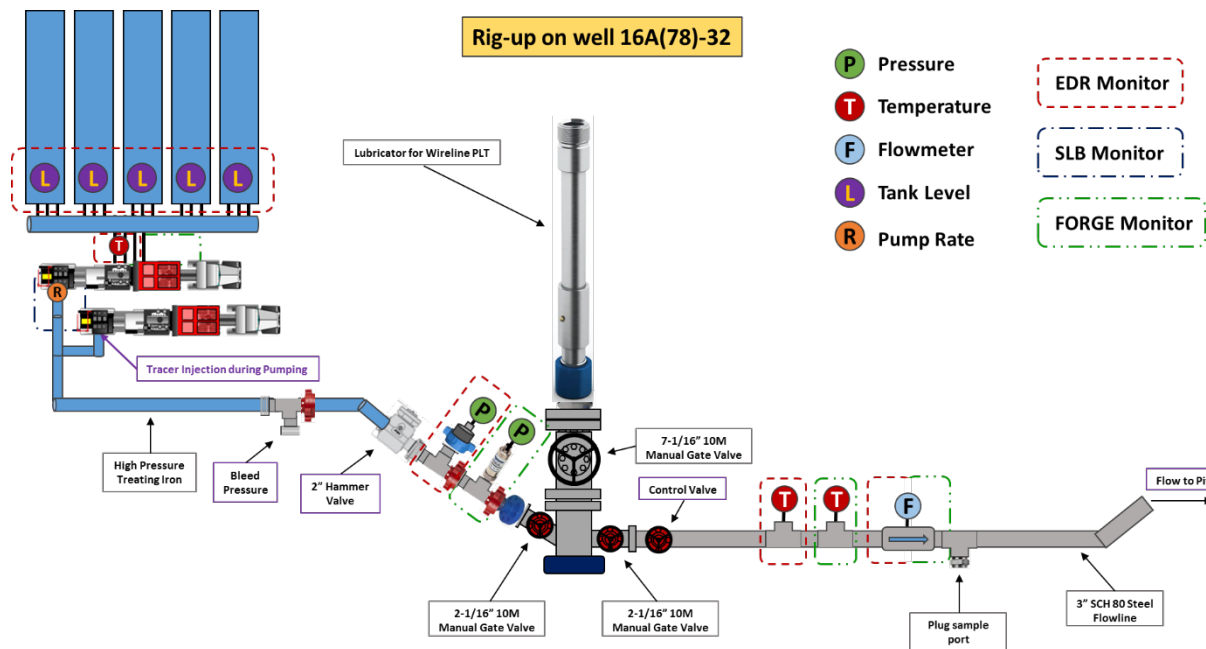 Rig-up on well 16A(78)-32
P Pressure
T Temperature
F Flowmeter
L Tank Level
R Pump Rate
EDR Monitor
SLB Monitor
FORGE Monitor
Lubricator for Wireline PLT
L L L L L
T
R
Tracer Injection during Pumping
High Pressure
Treating Iron
Bleed
Pressure
2” Hammer
Valve
P
P
7-1/16” 10M
Manual Gate Valve
Control Valve
T
T
F
Flow to Pi
2-1/16” 10M
Manual Gate Valve
2-1/16” 10M
Manual Gate Valve
Plug sample
port
3” SCH 80 Steel
Flowline